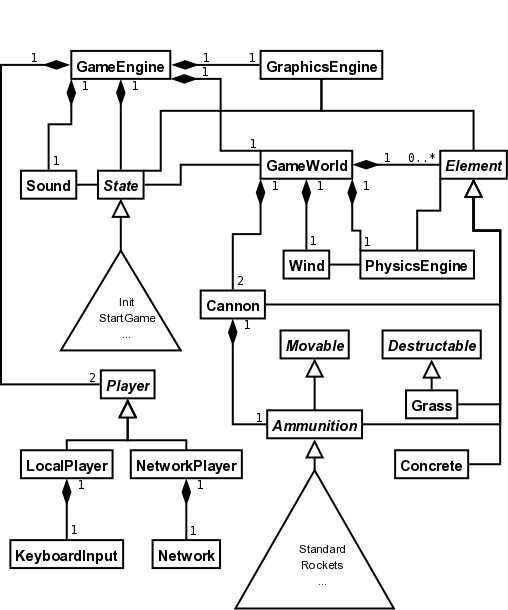 1
1
1
GameEngine
GraphicsEngine
1
1
1
1
1
GameWorld
1
0..*
Element
Sound
State
1
1
1
1
1
Wind
PhysicsEngine
2
Cannon
Init
StartGame
...
1
Movable
Destructable
2
Player
Grass
1
Ammunition
LocalPlayer
NetworkPlayer
Concrete
1
1
1
1
KeyboardInput
Network
Standard
Rockets
...